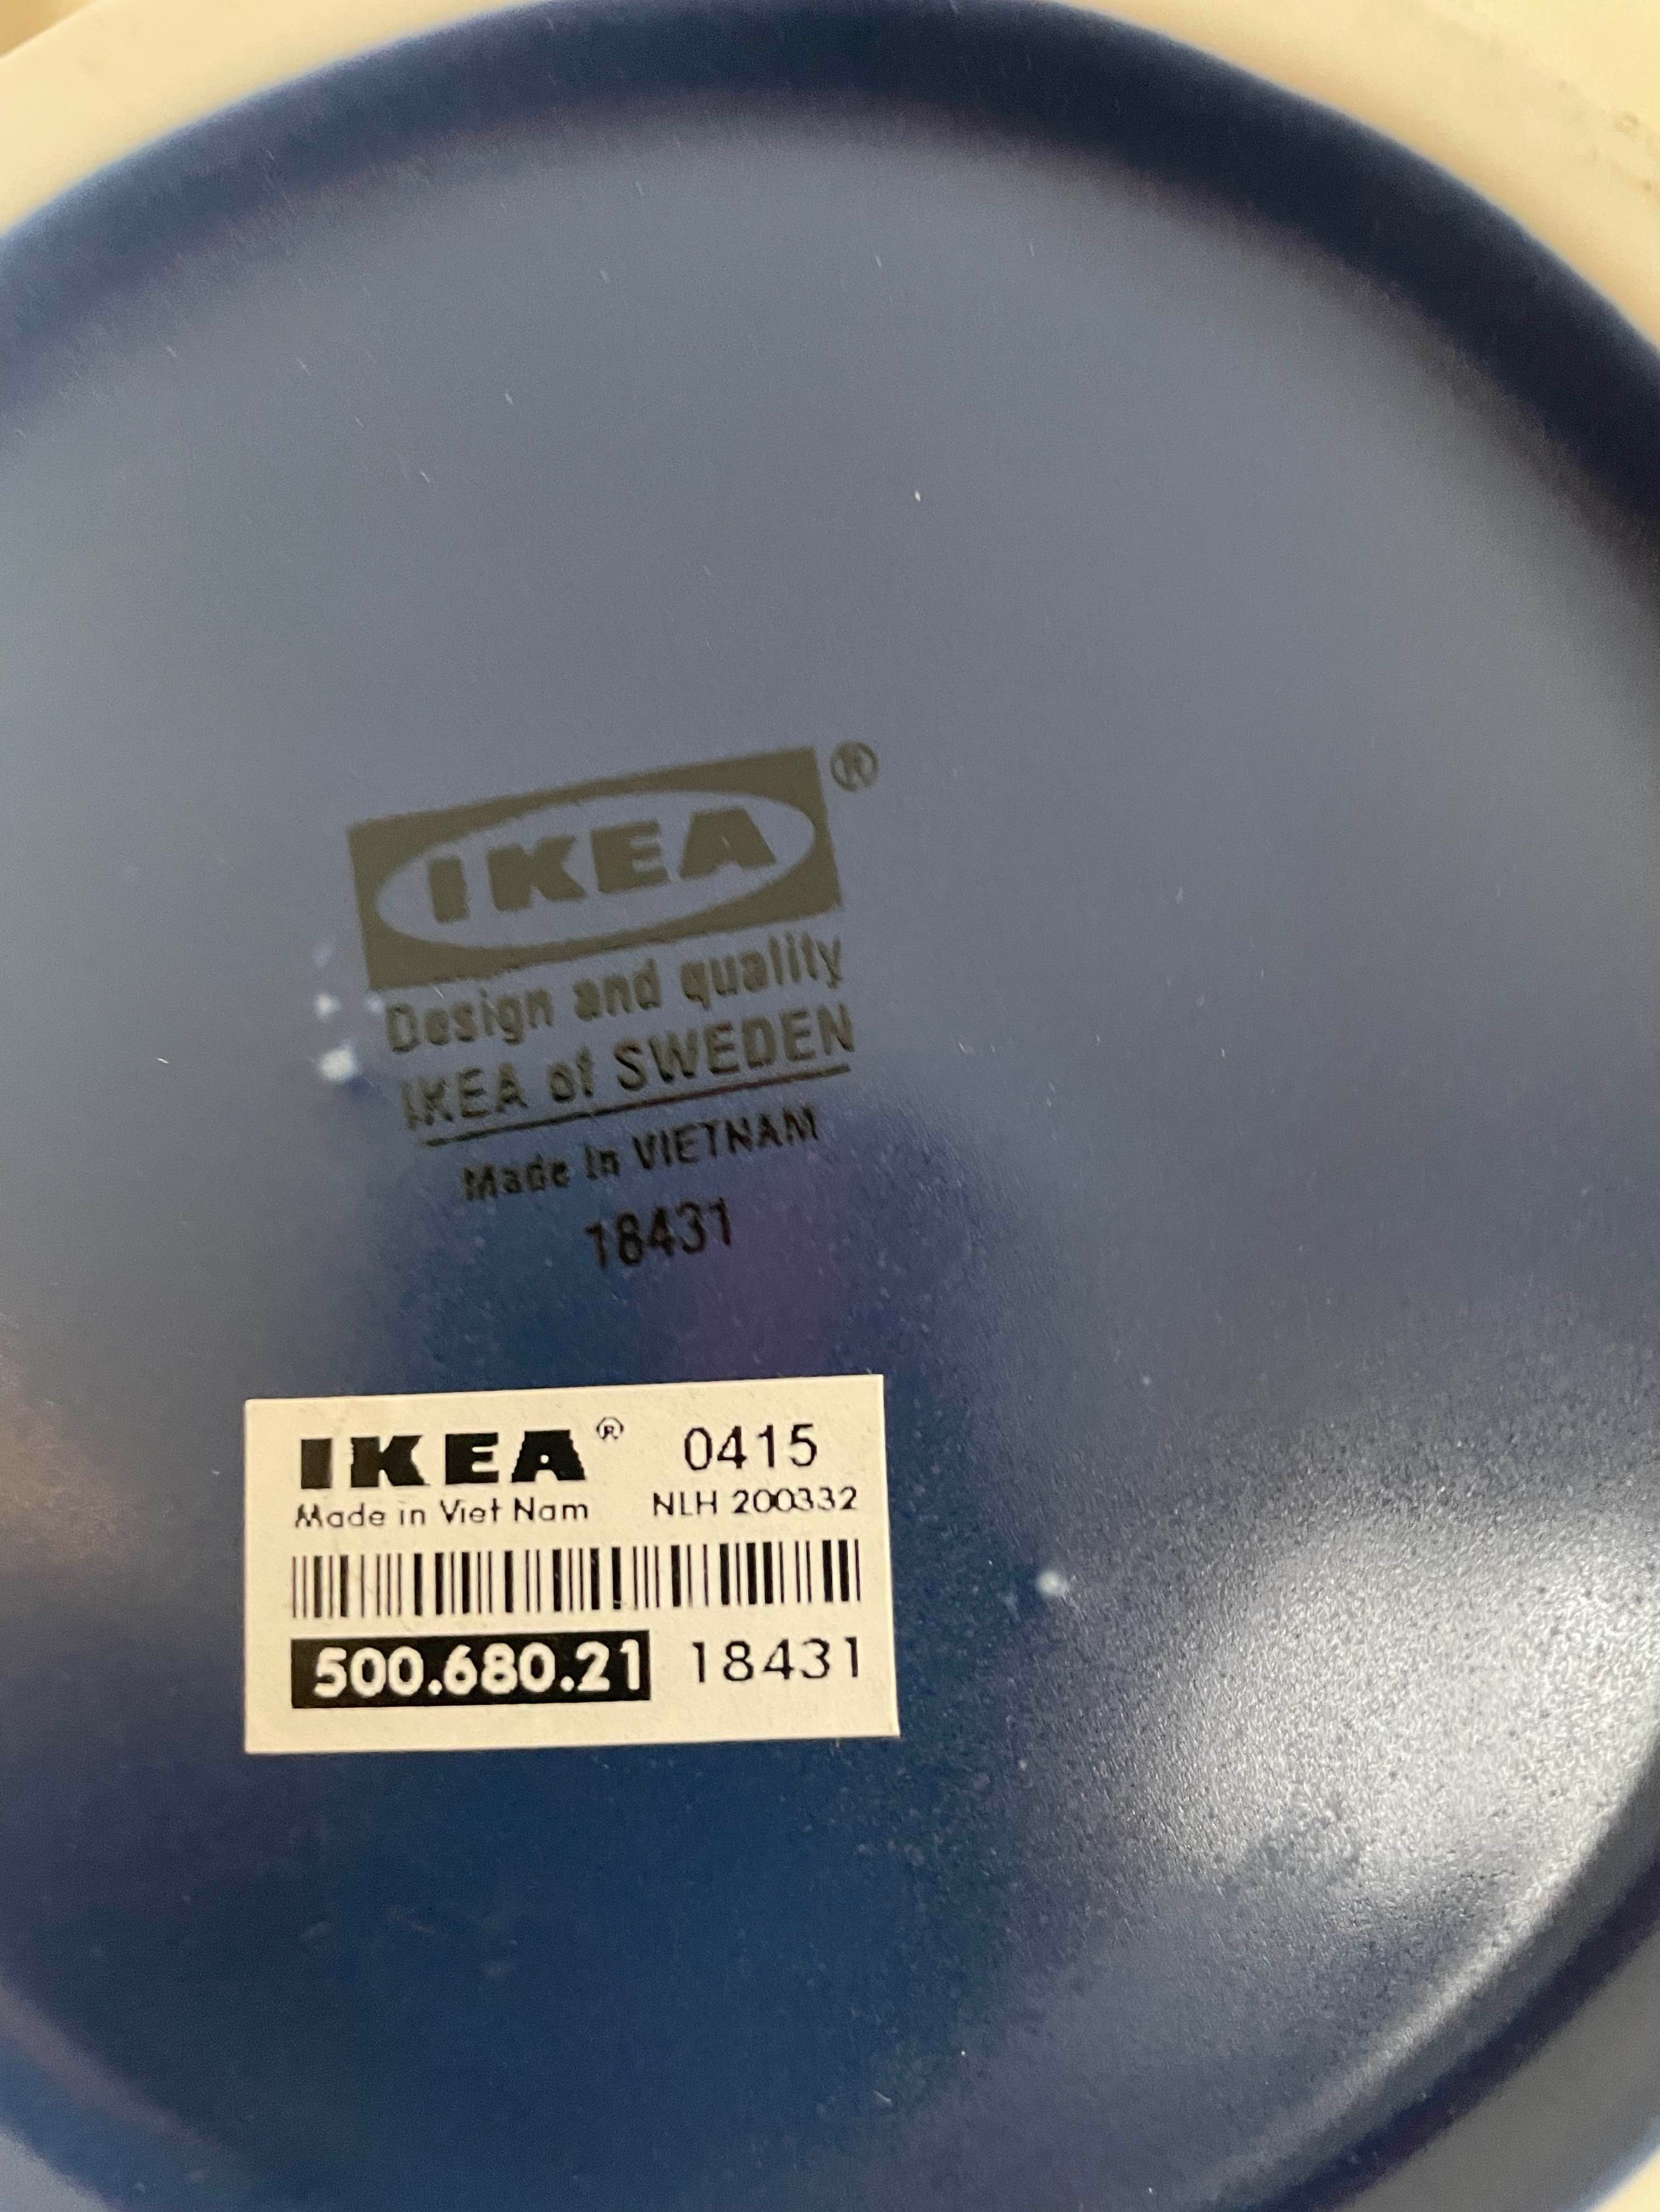 IKEA®
Design and quality
IKEA of SWEDEN
Made in VIETNAM
18431
IKEA® 0415
Made in Viet Nam NLH 200332
500.680.21 18431